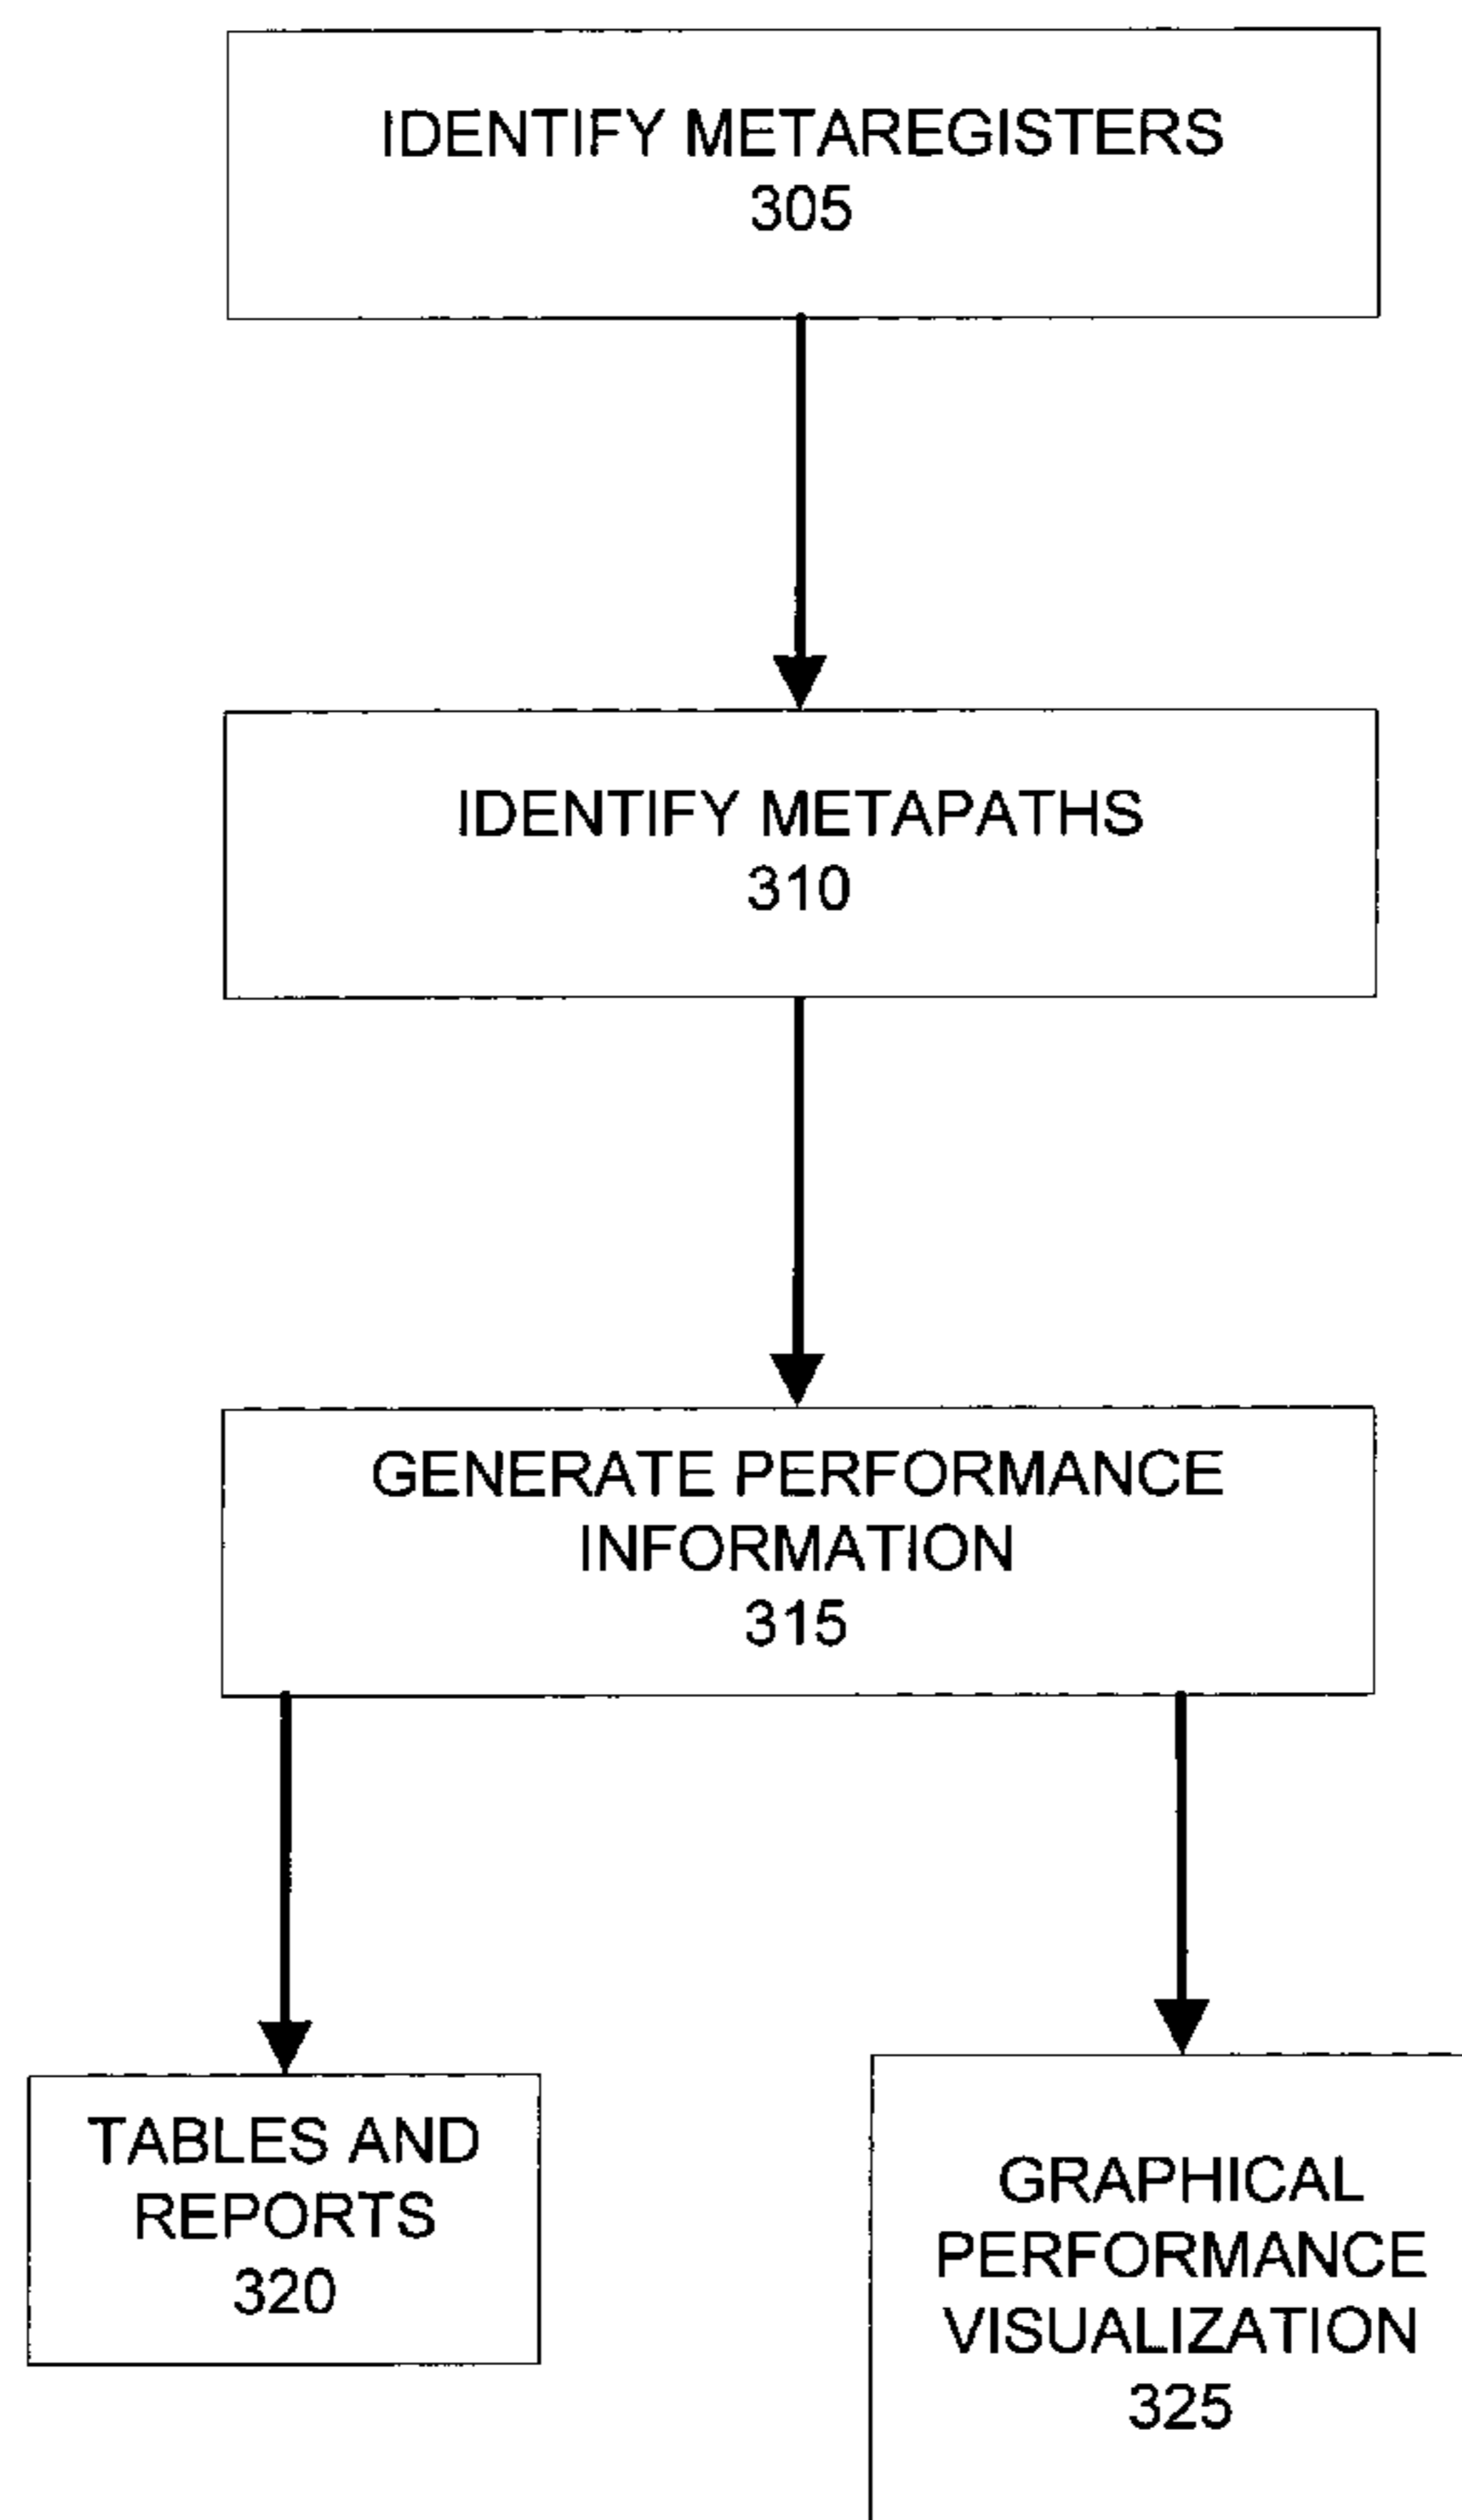 IDENTIFY METAREGISTERS
305
IDENTIFY METAPATHS
310
GENERATE PERFORMANCE
INFORMATION
315
TABLES AND
REPORTS
320
GRAPHICAL
PERFORMANCE
VISUALIZATION
325